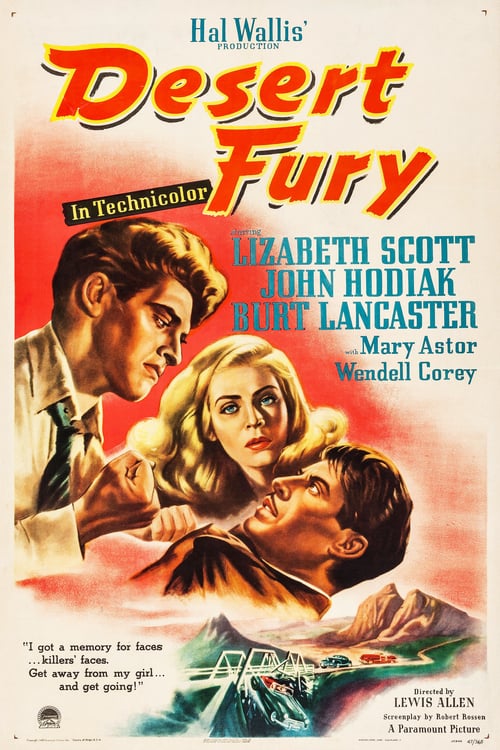 Hal Wallis'
PRODUCTION
Desert
Fury
In Technicolor
starring
LIZABETH SCOTT
JOHN HODIAK
BURT LANCASTER
with Mary Astor
Wendell Corey
"I got a memory for faces
...killers' faces.
Get away from my girl...
and get going!"
Directed by
LEWIS ALLEN
Screenplay by Robert Rossen
A Paramount Picture